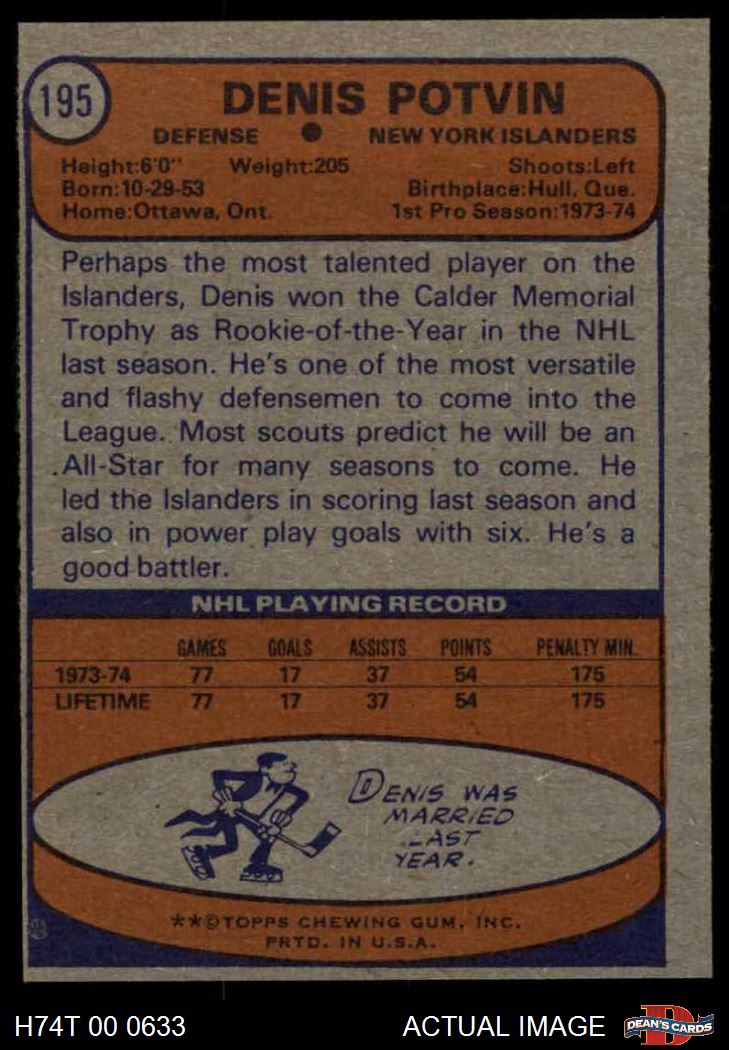 195
DENIS POTVIN
DEFENSE ● NEW YORK ISLANDERS
Height:6'0" Weight:205 Shoots:Left
Born:10-29-53 Birthplace:Hull, Que.
Home:Ottawa, Ont. 1st Pro Season:1973-74
Perhaps the most talented player on the
Islanders, Denis won the Calder Memorial
Trophy as Rookie-of-the-Year in the NHL
last season. He's one of the most versatile
and flashy defensemen to come into the
League. Most scouts predict he will be an
All-Star for many seasons to come. He
led the Islanders in scoring last season and
also in power play goals with six. He's a
good battler.
NHL PLAYING RECORD
GAMES GOALS ASSISTS POINTS PENALTY MIN.
1973-74 77 17 37 54 175
LIFETIME 77 17 37 54 175
DENIS WAS
MARRIED
LAST
YEAR.
**©TOPPS CHEWING GUM, INC.
PRTD. IN U.S.A.
H74T 00 0633 ACTUAL IMAGE
DEAN'S CARDS